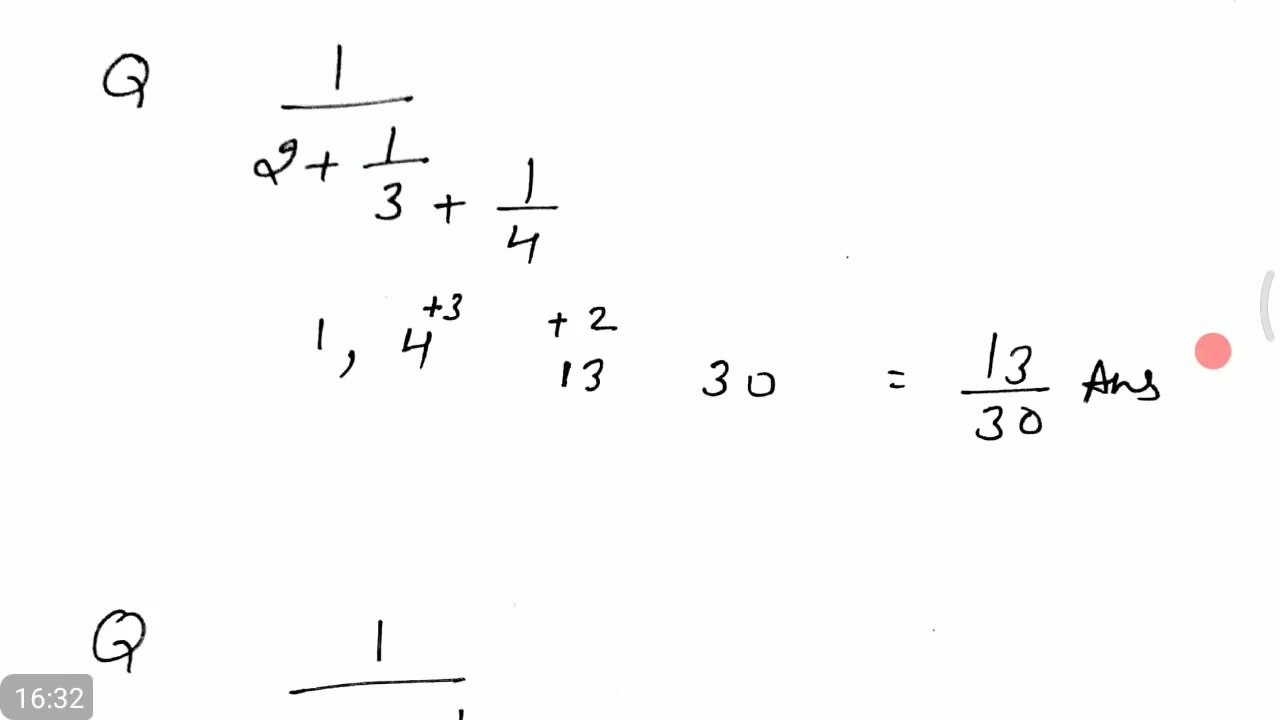 Q 1
2 + 1
3 + 1
4
1, 4 +3 + 2
13 30 = 13/30 Ans
Q 1
16:32